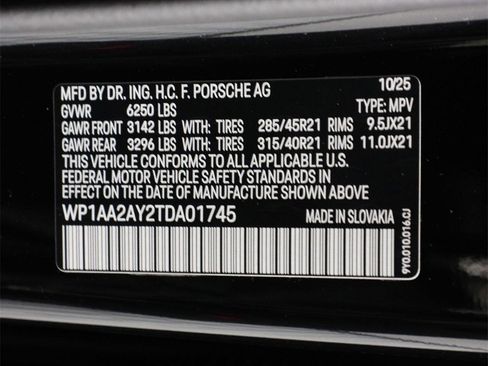 MFD BY DR. ING. H.C. F. PORSCHE AG 10/25
GVWR 6250 LBS TYPE: MPV
GAWR FRONT 3142 LBS WITH TIRES 285/45R21 RIMS 9.5JX21
GAWR REAR 3296 LBS WITH TIRES 315/40R21 RIMS 11.0JX21
THIS VEHICLE CONFORMS TO ALL APPLICABLE
FEDERAL MOTOR VEHICLE SAFETY STANDARDS IN
EFFECT ON THE DATE OF MANUFACTURE SHOWN ABOVE.
WP1AA2AY2TDA01745 MADE IN SLOVAKIA
9Y0.010.016.CJ